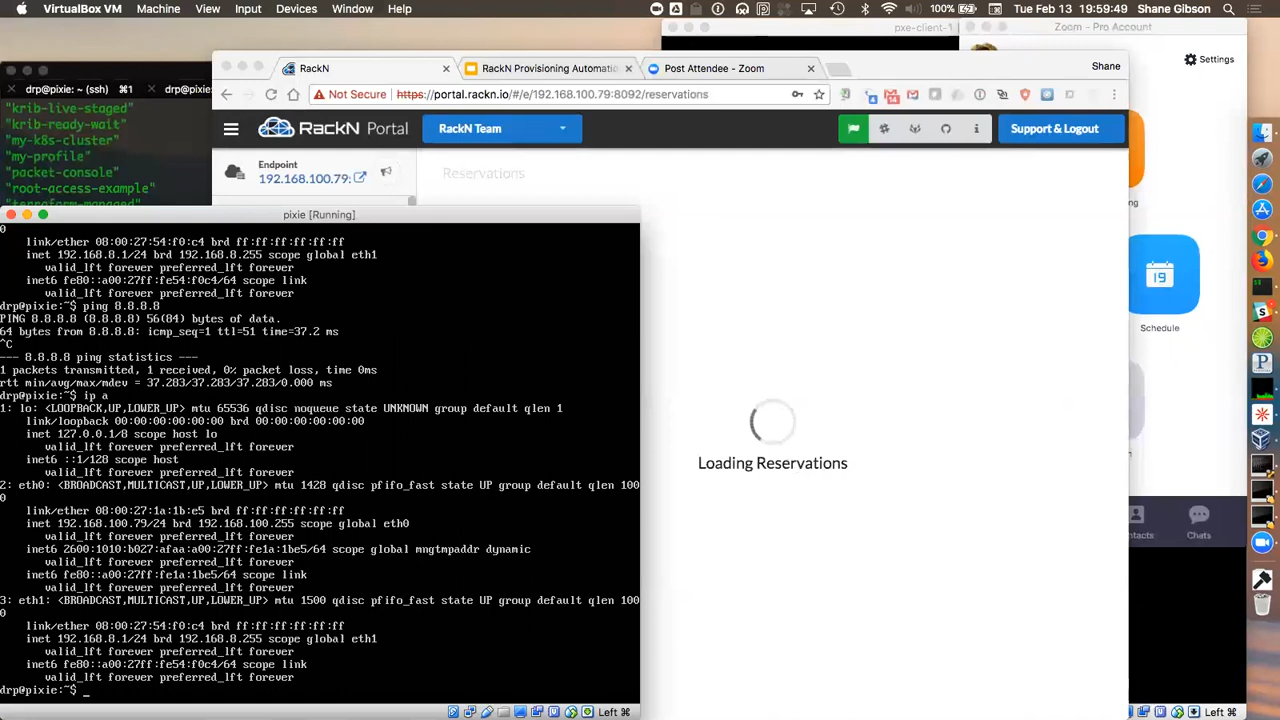 VirtualBox VM Machine View Input Devices Window Help 100% Tue Feb 13 15:59:49 Shane Gibson
pxe-client-1
Zoom - Pro Account
Settings
drp@pixie: ~ (ssh) ⌘1 drp@pixie:
"krib-live-staged"
"krib-ready-wait"
"my-k8s-cluster"
"my-profile"
"packet-console"
"root-access-example"
"terraform-managed"
RackN
RackN Provisioning Automatio
Post Attendee - Zoom
Shane
Not Secure https://portal.rackn.io/#/e/192.168.100.79:8092/reservations
RackN Portal
RackN Team
Support & Logout
Endpoint
192.168.100.79:
Reservations
Loading Reservations
19
Schedule
Chats
pixie [Running]
0
link/ether 08:00:27:54:f0:c4 brd ff:ff:ff:ff:ff:ff
inet 192.168.8.1/24 brd 192.168.8.255 scope global eth1
valid_lft forever preferred_lft forever
inet6 fe80::a00:27ff:fe54:f0c4/64 scope link
valid_lft forever preferred_lft forever
drp@pixie:~$ ping 8.8.8.8
PING 8.8.8.8 (8.8.8.8) 56(84) bytes of data.
64 bytes from 8.8.8.8: icmp_seq=1 ttl=51 time=37.2 ms
^C
--- 8.8.8.8 ping statistics ---
1 packets transmitted, 1 received, 0% packet loss, time 0ms
rtt min/avg/max/mdev = 37.283/37.283/37.283/0.000 ms
drp@pixie:~$ ip a
1: lo: <LOOPBACK,UP,LOWER_UP> mtu 65536 qdisc noqueue state UNKNOWN group default qlen 1
link/loopback 00:00:00:00:00:00 brd 00:00:00:00:00:00
inet 127.0.0.1/8 scope host lo
valid_lft forever preferred_lft forever
inet6 ::1/128 scope host
valid_lft forever preferred_lft forever
2: eth0: <BROADCAST,MULTICAST,UP,LOWER_UP> mtu 1428 qdisc pfifo_fast state UP group default qlen 100
0
link/ether 08:00:27:1a:1b:e5 brd ff:ff:ff:ff:ff:ff
inet 192.168.100.79/24 brd 192.168.100.255 scope global eth0
valid_lft forever preferred_lft forever
inet6 2600:1010:b027:afaa:a00:27ff:fe1a:1be5/64 scope global mngtmpaddr dynamic
valid_lft forever preferred_lft forever
inet6 fe80::a00:27ff:fe1a:1be5/64 scope link
valid_lft forever preferred_lft forever
3: eth1: <BROADCAST,MULTICAST,UP,LOWER_UP> mtu 1500 qdisc pfifo_fast state UP group default qlen 100
0
link/ether 08:00:27:54:f0:c4 brd ff:ff:ff:ff:ff:ff
inet 192.168.8.1/24 brd 192.168.8.255 scope global eth1
valid_lft forever preferred_lft forever
inet6 fe80::a00:27ff:fe54:f0c4/64 scope link
valid_lft forever preferred_lft forever
drp@pixie:~$ _
Left ⌘
Left ⌘